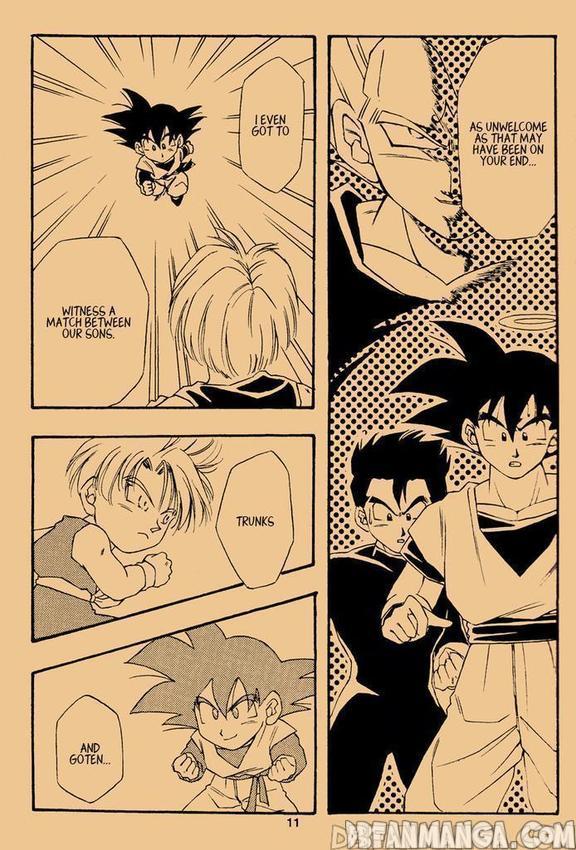 AS UNWELCOME
AS THAT MAY
HAVE BEEN ON
YOUR END...
I EVEN
GOT TO
WITNESS A
MATCH BETWEEN
OUR SONS.
TRUNKS
AND
GOTEN...
11
DBFANMANGA.COM